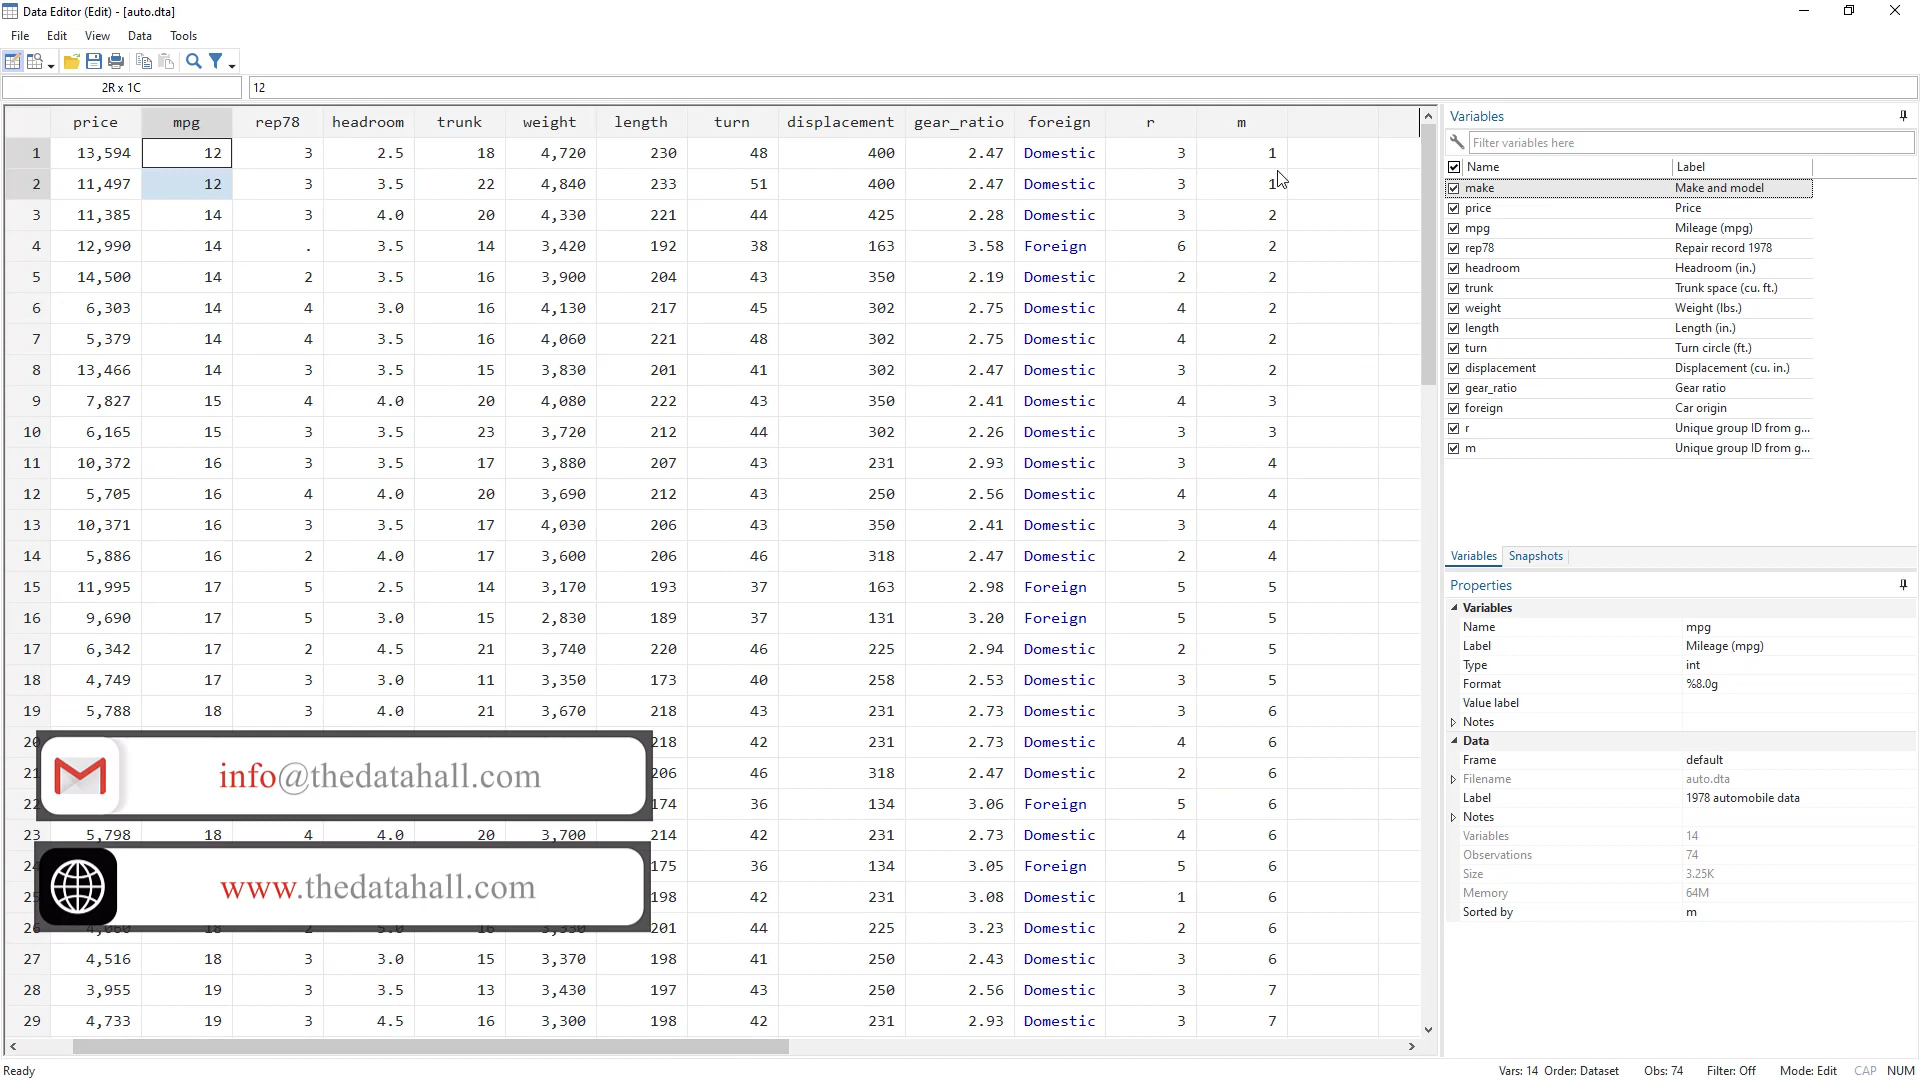 Data Editor (Edit) - [auto.dta]
File Edit View Data Tools
2R x 1C 12
price mpg rep78 headroom trunk weight length turn displacement gear_ratio foreign r m
1 13,594 12 3 2.5 18 4,720 230 48 400 2.47 Domestic 3 1
2 11,497 12 3 3.5 22 4,840 233 51 400 2.47 Domestic 3 1
3 11,385 14 3 4.0 20 4,330 221 44 425 2.28 Domestic 3 2
4 12,990 14 . 3.5 14 3,420 192 38 163 3.58 Foreign 6 2
5 14,500 14 2 3.5 16 3,900 204 43 350 2.19 Domestic 2 2
6 6,303 14 4 3.0 16 4,130 217 45 302 2.75 Domestic 4 2
7 5,379 14 4 3.5 16 4,060 221 48 302 2.75 Domestic 4 2
8 13,466 14 3 3.5 15 3,830 201 41 302 2.47 Domestic 3 2
9 7,827 15 4 4.0 20 4,080 222 43 350 2.41 Domestic 4 3
10 6,165 15 3 3.5 23 3,720 212 44 302 2.26 Domestic 3 3
11 10,372 16 3 3.5 17 3,880 207 43 231 2.93 Domestic 3 4
12 5,705 16 4 4.0 20 3,690 212 43 250 2.56 Domestic 4 4
13 10,371 16 3 3.5 17 4,030 206 43 350 2.41 Domestic 3 4
14 5,886 16 2 4.0 17 3,600 206 46 318 2.47 Domestic 2 4
15 11,995 17 5 2.5 14 3,170 193 37 163 2.98 Foreign 5 5
16 9,690 17 5 3.0 15 2,830 189 37 131 3.20 Foreign 5 5
17 6,342 17 2 4.5 21 3,740 220 46 225 2.94 Domestic 2 5
18 4,749 17 3 3.0 11 3,350 173 40 258 2.53 Domestic 3 5
19 5,788 18 3 4.0 21 3,670 218 43 231 2.73 Domestic 3 6
20 218 42 231 2.73 Domestic 4 6
21 206 46 318 2.47 Domestic 2 6
info@thedatahall.com
22 174 36 134 3.06 Foreign 5 6
23 5,798 18 4 4.0 20 3,700 214 42 231 2.73 Domestic 4 6
24 175 36 134 3.05 Foreign 5 6
www.thedatahall.com
25 198 42 231 3.08 Domestic 1 6
26 201 44 225 3.23 Domestic 2 6
27 4,516 18 3 3.0 15 3,370 198 41 250 2.43 Domestic 3 6
28 3,955 19 3 3.5 13 3,430 197 43 250 2.56 Domestic 3 7
29 4,733 19 3 4.5 16 3,300 198 42 231 2.93 Domestic 3 7
Variables
Filter variables here
Name Label
make Make and model
price Price
mpg Mileage (mpg)
rep78 Repair record 1978
headroom Headroom (in.)
trunk Trunk space (cu. ft.)
weight Weight (lbs.)
length Length (in.)
turn Turn circle (ft.)
displacement Displacement (cu. in.)
gear_ratio Gear ratio
foreign Car origin
r Unique group ID from g...
m Unique group ID from g...
Variables Snapshots
Properties
Variables
Name mpg
Label Mileage (mpg)
Type int
Format %8.0g
Value label
Notes
Data
Frame default
Filename auto.dta
Label 1978 automobile data
Notes
Variables 14
Observations 74
Size 3.25K
Memory 64M
Sorted by m
Ready Vars: 14 Order: Dataset Obs: 74 Filter: Off Mode: Edit CAP NUM